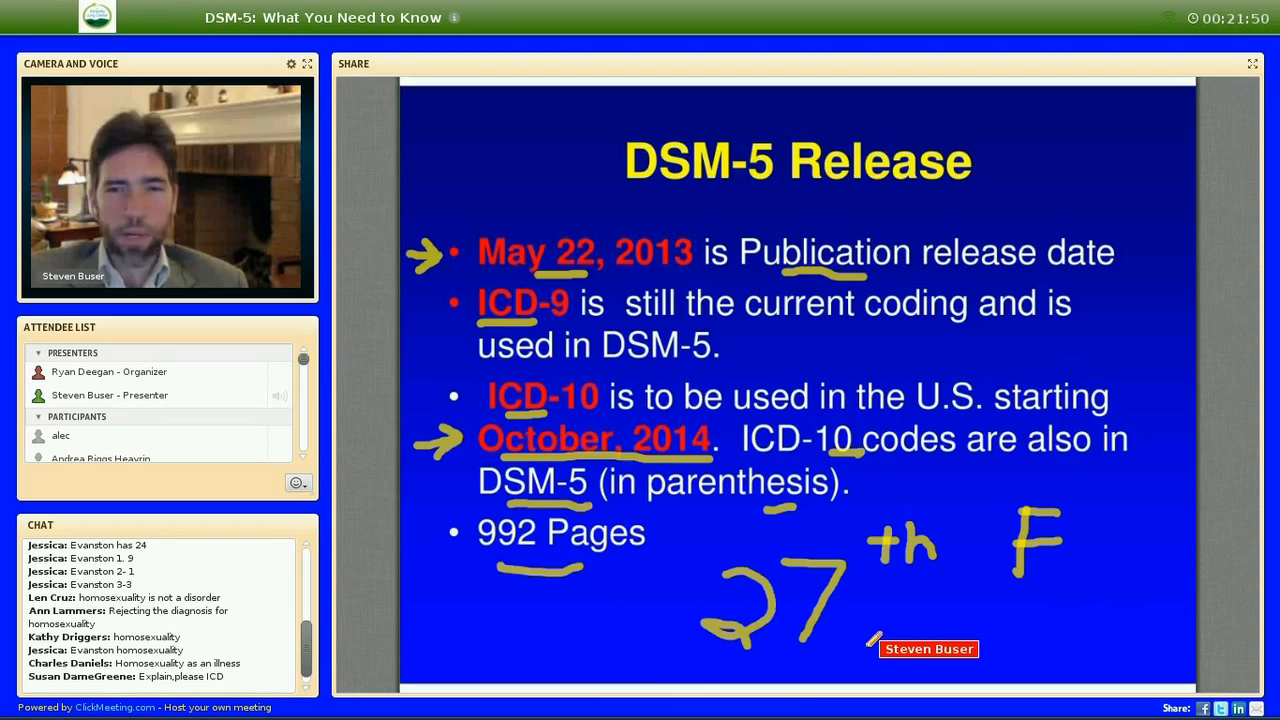 DSM-5: What You Need to Know
00:21:50
CAMERA AND VOICE
Steven Buser
ATTENDEE LIST
PRESENTERS
Ryan Deegan - Organizer
Steven Buser - Presenter
PARTICIPANTS
alec
Andrea Riggs Heavrin
CHAT
Jessica: Evanston has 24
Jessica: Evanston 1. 9
Jessica: Evanston 2- 1
Jessica: Evanston 3-3
Len Cruz: homosexuality is not a disorder
Ann Lammers: Rejecting the diagnosis for
homosexuality
Kathy Driggers: homosexuality
Jessica: Evanston homosexuality
Charles Daniels: Homosexuality as an illness
Susan DameGreene: Explain,please ICD
SHARE
DSM-5 Release
• May 22, 2013 is Publication release date
• ICD-9 is still the current coding and is
used in DSM-5.
• ICD-10 is to be used in the U.S. starting
October, 2014. ICD-10 codes are also in
DSM-5 (in parenthesis).
• 992 Pages
27th F
Steven Buser
Powered by ClickMeeting.com - Host your own meeting
Share: